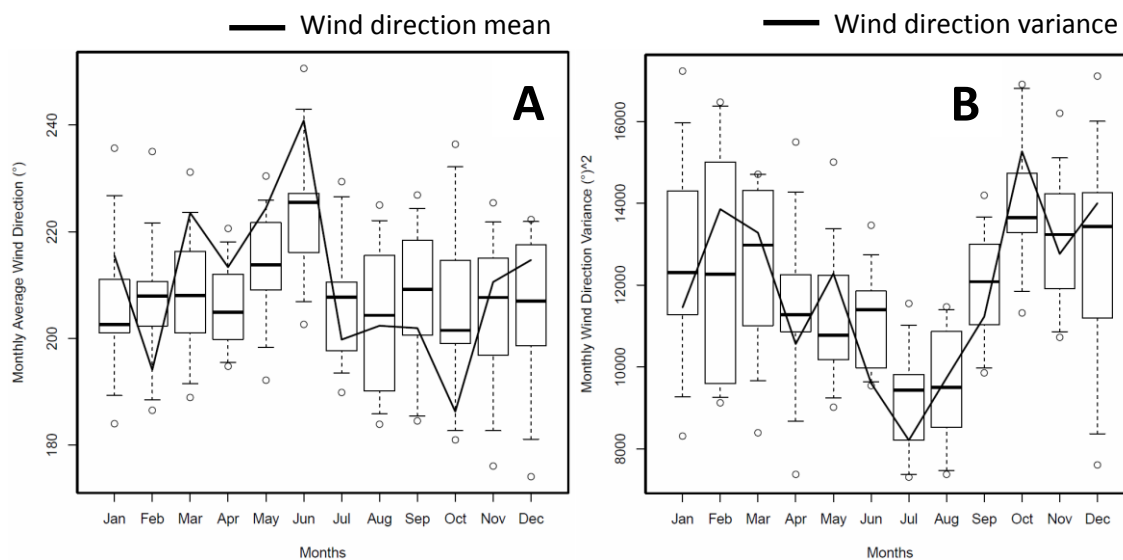 Wind direction mean
A
Monthly Average Wind Direction (°)
240
220
200
180
Jan Feb Mar Apr May Jun Jul Aug Sep Oct Nov Dec
Months
Wind direction variance
B
Monthly Wind Direction Variance (°)^2
16000
14000
12000
10000
8000
Jan Feb Mar Apr May Jun Jul Aug Sep Oct Nov Dec
Months